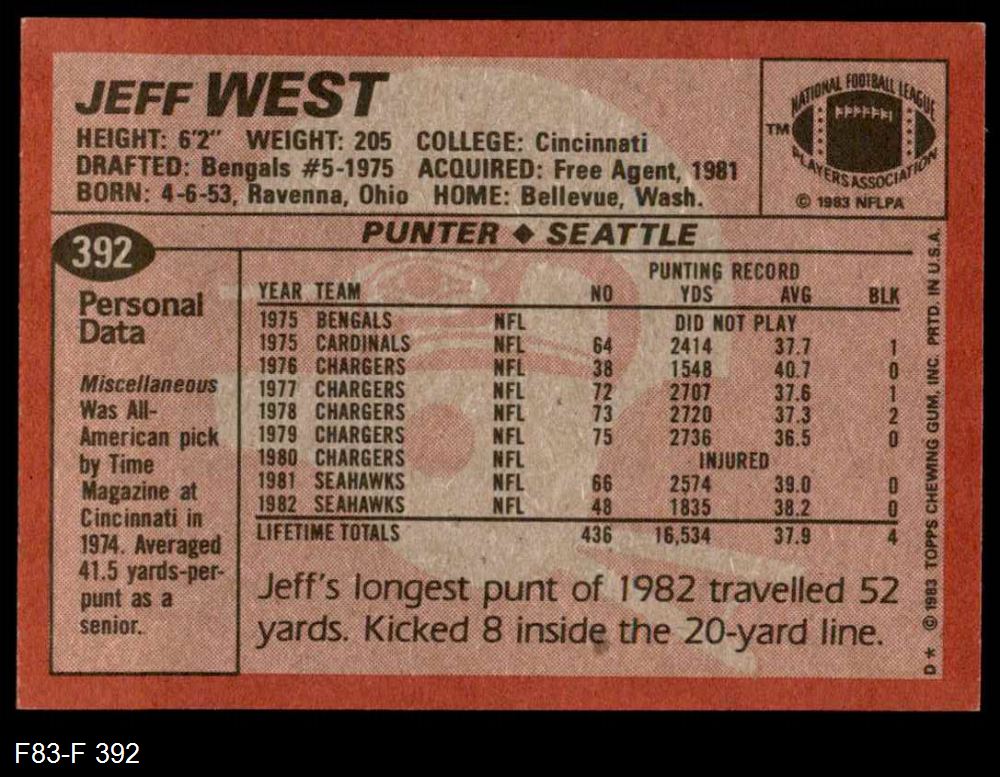 JEFF WEST
HEIGHT: 6'2" WEIGHT: 205 COLLEGE: Cincinnati
DRAFTED: Bengals #5-1975 ACQUIRED: Free Agent, 1981
BORN: 4-6-53, Ravenna, Ohio HOME: Bellevue, Wash.
NATIONAL FOOTBALL LEAGUE
TM
PLAYERS ASSOCIATION
© 1983 NFLPA
392
PUNTER ◆ SEATTLE
Personal
Data
Miscellaneous
Was All-
American pick
by Time
Magazine at
Cincinnati in
1974. Averaged
41.5 yards-per-
punt as a
senior.
PUNTING RECORD
YEAR TEAM NO YDS AVG BLK
1975 BENGALS NFL DID NOT PLAY
1975 CARDINALS NFL 64 2414 37.7 1
1976 CHARGERS NFL 38 1548 40.7 0
1977 CHARGERS NFL 72 2707 37.6 1
1978 CHARGERS NFL 73 2720 37.3 2
1979 CHARGERS NFL 75 2736 36.5 0
1980 CHARGERS NFL INJURED
1981 SEAHAWKS NFL 66 2574 39.0 0
1982 SEAHAWKS NFL 48 1835 38.2 0
LIFETIME TOTALS 436 16,534 37.9 4
Jeff's longest punt of 1982 travelled 52
yards. Kicked 8 inside the 20-yard line.
D* © 1983 TOPPS CHEWING GUM, INC. PRTD. IN U.S.A.
F83-F 392